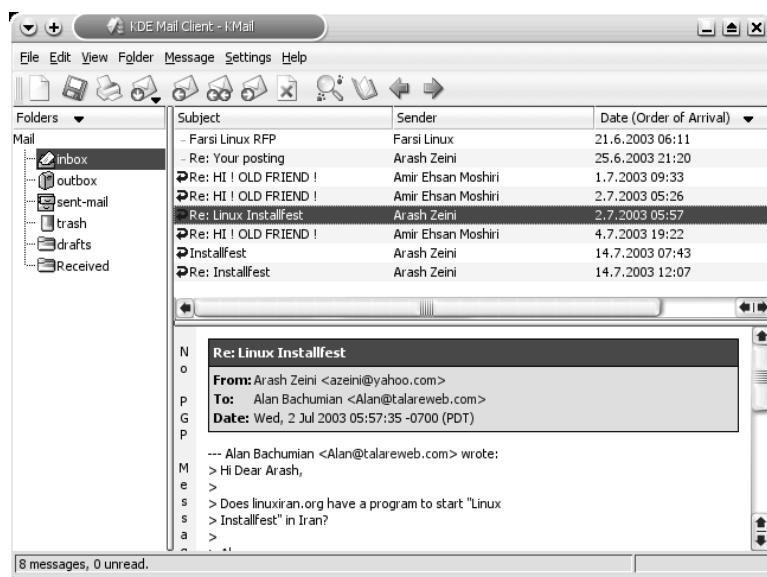 KDE Mail Client - KMail
File Edit View Folder Message Settings Help
Folders
Mail
inbox
outbox
sent-mail
trash
drafts
Received
Subject Sender Date (Order of Arrival)
Farsi Linux RFP Farsi Linux 21.6.2003 06:11
Re: Your posting Arash Zeini 25.6.2003 21:20
Re: HI ! OLD FRIEND ! Amir Ehsan Moshiri 1.7.2003 09:33
Re: HI ! OLD FRIEND ! Amir Ehsan Moshiri 2.7.2003 05:26
Re: Linux Installfest Arash Zeini 2.7.2003 05:57
Re: HI ! OLD FRIEND ! Amir Ehsan Moshiri 4.7.2003 19:22
Installfest Arash Zeini 14.7.2003 07:43
Re: Installfest Arash Zeini 14.7.2003 12:07
No PGP Messa
Re: Linux Installfest
From: Arash Zeini <azeini@yahoo.com>
To: Alan Bachumian <Alan@talareweb.com>
Date: Wed, 2 Jul 2003 05:57:35 -0700 (PDT)
--- Alan Bachumian <Alan@talareweb.com> wrote:
> Hi Dear Arash,
>
> Does linuxiran.org have a program to start "Linux
> Installfest" in Iran?
>
8 messages, 0 unread.